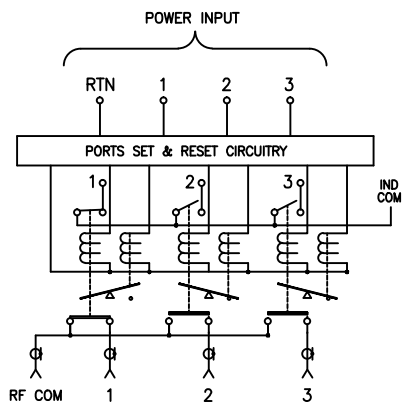 POWER INPUT
RTN 1 2 3
PORTS SET & RESET CIRCUITRY
1 2 3
IND
COM
RF COM 1 2 3